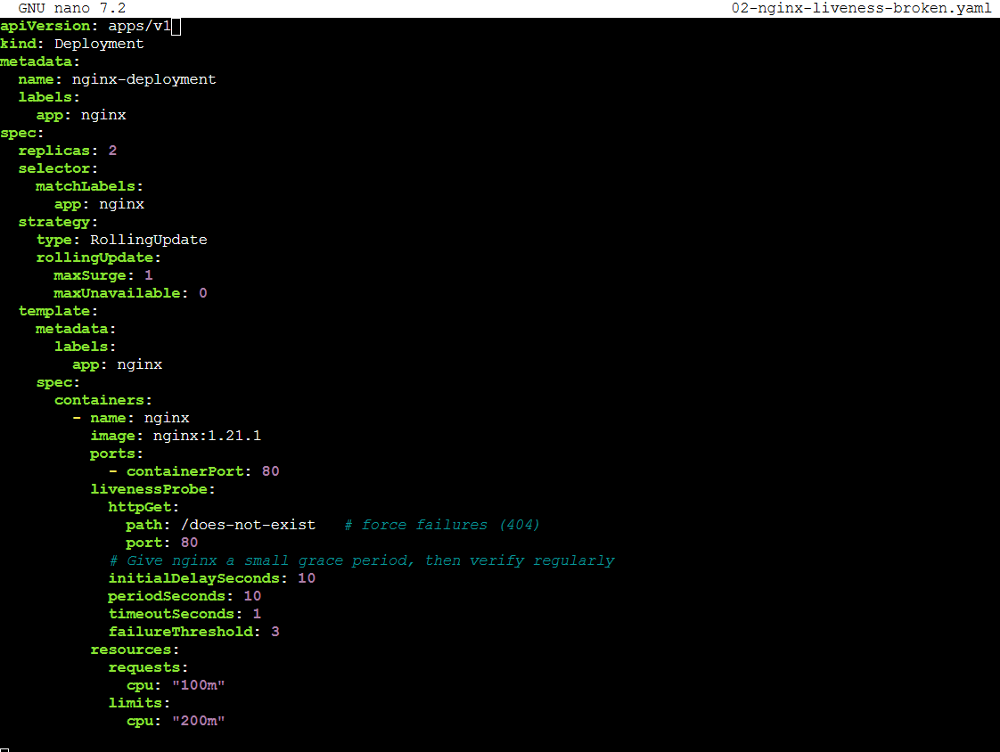 GNU nano 7.2 02-nginx-liveness-broken.yaml
apiVersion: apps/v1
kind: Deployment
metadata:
  name: nginx-deployment
  labels:
    app: nginx
spec:
  replicas: 2
  selector:
    matchLabels:
      app: nginx
  strategy:
    type: RollingUpdate
    rollingUpdate:
      maxSurge: 1
      maxUnavailable: 0
  template:
    metadata:
      labels:
        app: nginx
    spec:
      containers:
        - name: nginx
          image: nginx:1.21.1
          ports:
            - containerPort: 80
          livenessProbe:
            httpGet:
              path: /does-not-exist   # force failures (404)
              port: 80
            # Give nginx a small grace period, then verify regularly
            initialDelaySeconds: 10
            periodSeconds: 10
            timeoutSeconds: 1
            failureThreshold: 3
          resources:
            requests:
              cpu: "100m"
            limits:
              cpu: "200m"